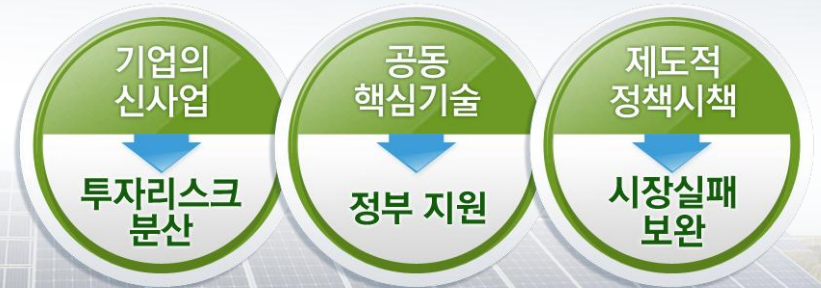 기업의
신사업
투자리스크
분산
공동
핵심기술
정부 지원
제도적
정책시책
시장실패
보완